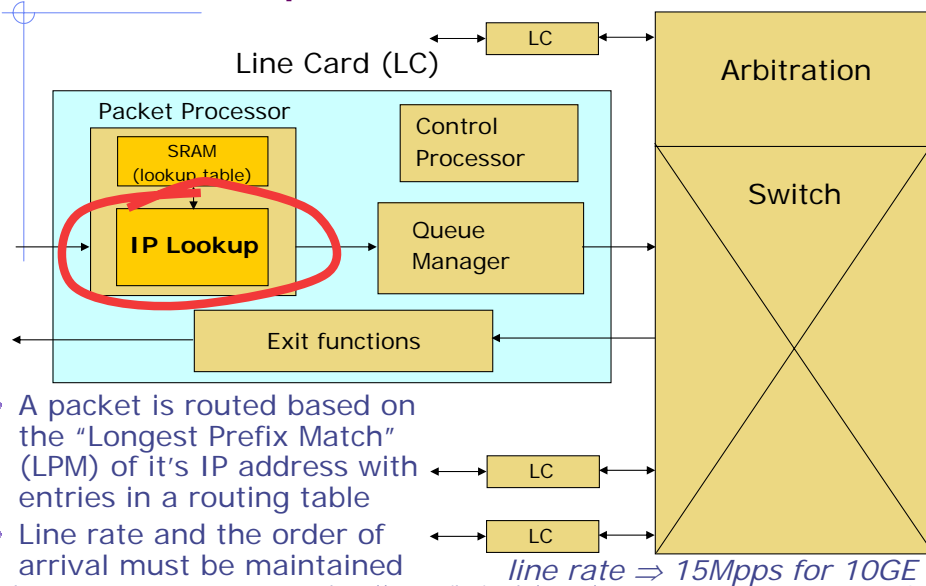 LC
Line Card (LC)
Arbitration
Packet Processor
Control
Processor
SRAM
(lookup table)
Switch
IP Lookup
Queue
Manager
Exit functions
A packet is routed based on
the “Longest Prefix Match”
(LPM) of it's IP address with
entries in a routing table
LC
Line rate and the order of
arrival must be maintained
LC
line rate ⇒ 15Mpps for 10GE